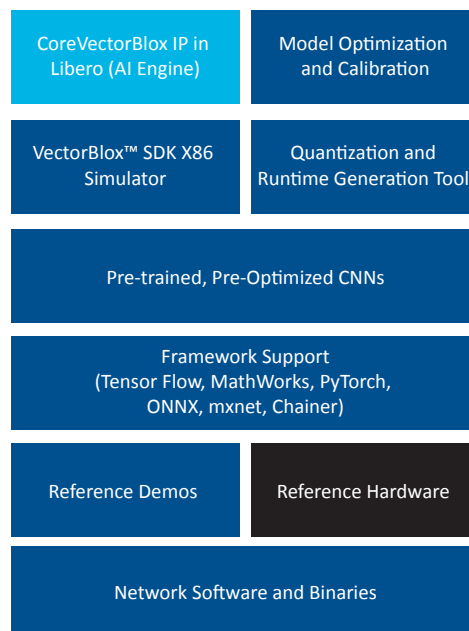 CoreVectorBlox IP in
Libero (AI Engine)
Model Optimization
and Calibration
VectorBlox™ SDK X86
Simulator
Quantization and
Runtime Generation Tool
Pre-trained, Pre-Optimized CNNs
Framework Support
(Tensor Flow, MathWorks, PyTorch,
ONNX, mxnet, Chainer)
Reference Demos
Reference Hardware
Network Software and Binaries